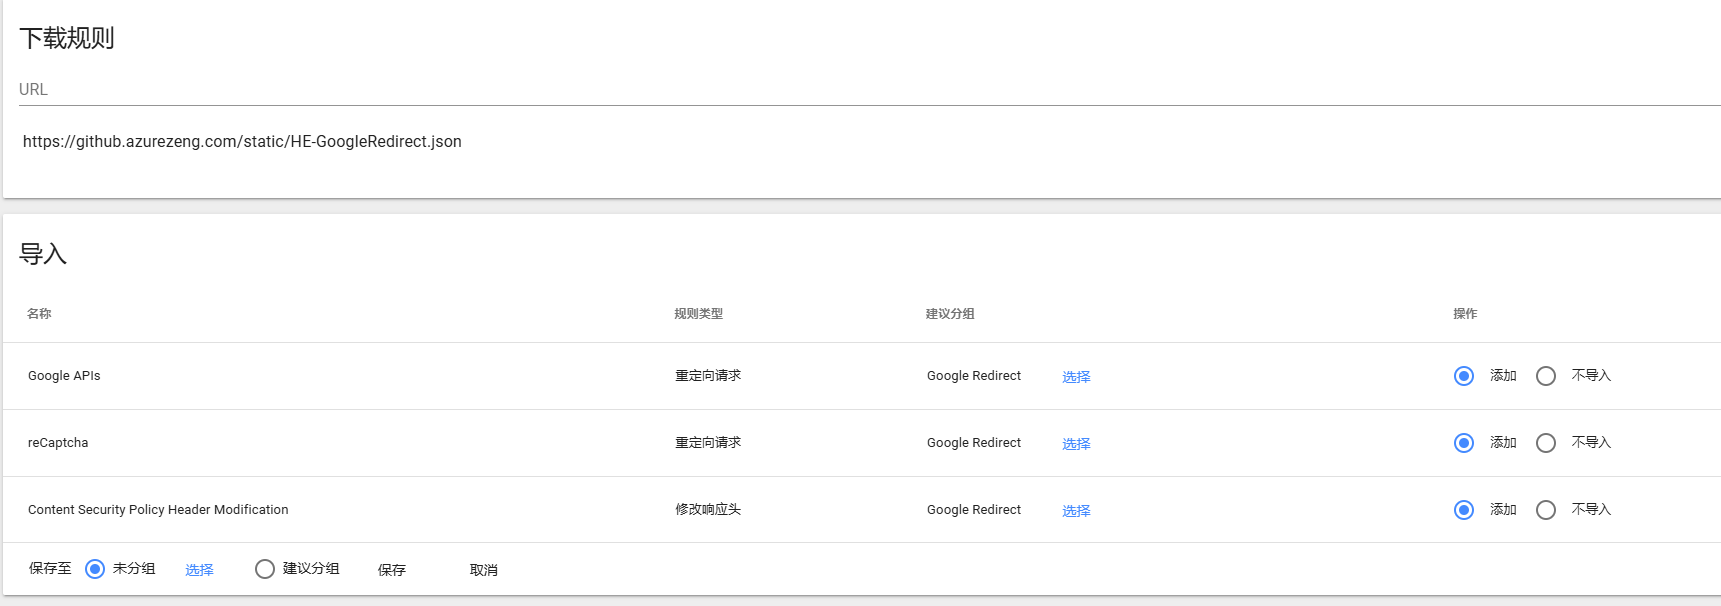 下载规则
URL
https://github.azurezeng.com/static/HE-GoogleRedirect.json
导入
名称 规则类型 建议分组 操作
Google APIs 重定向请求 Google Redirect 选择 添加 不导入
reCaptcha 重定向请求 Google Redirect 选择 添加 不导入
Content Security Policy Header Modification 修改响应头 Google Redirect 选择 添加 不导入
保存至 未分组 选择 建议分组 保存 取消